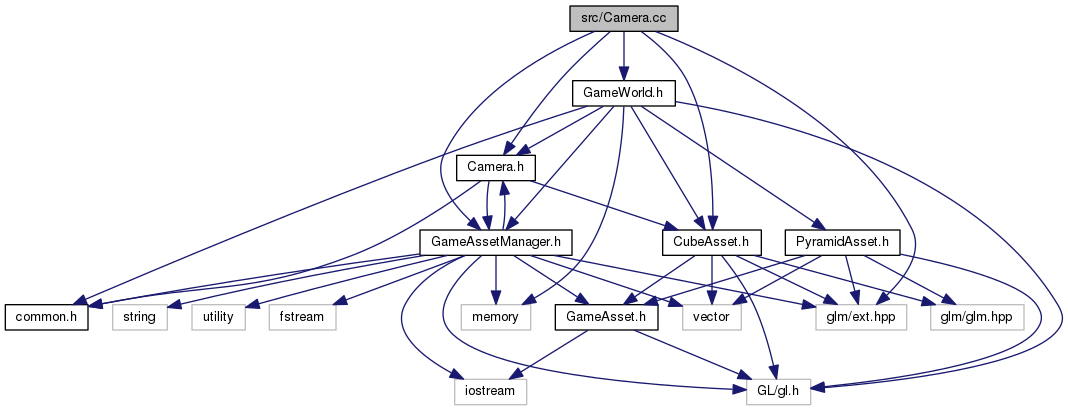 src/Camera.cc
GameWorld.h
Camera.h
GameAssetManager.h
CubeAsset.h
PyramidAsset.h
common.h
string
utility
fstream
memory
GameAsset.h
vector
glm/ext.hpp
glm/glm.hpp
iostream
GL/gl.h